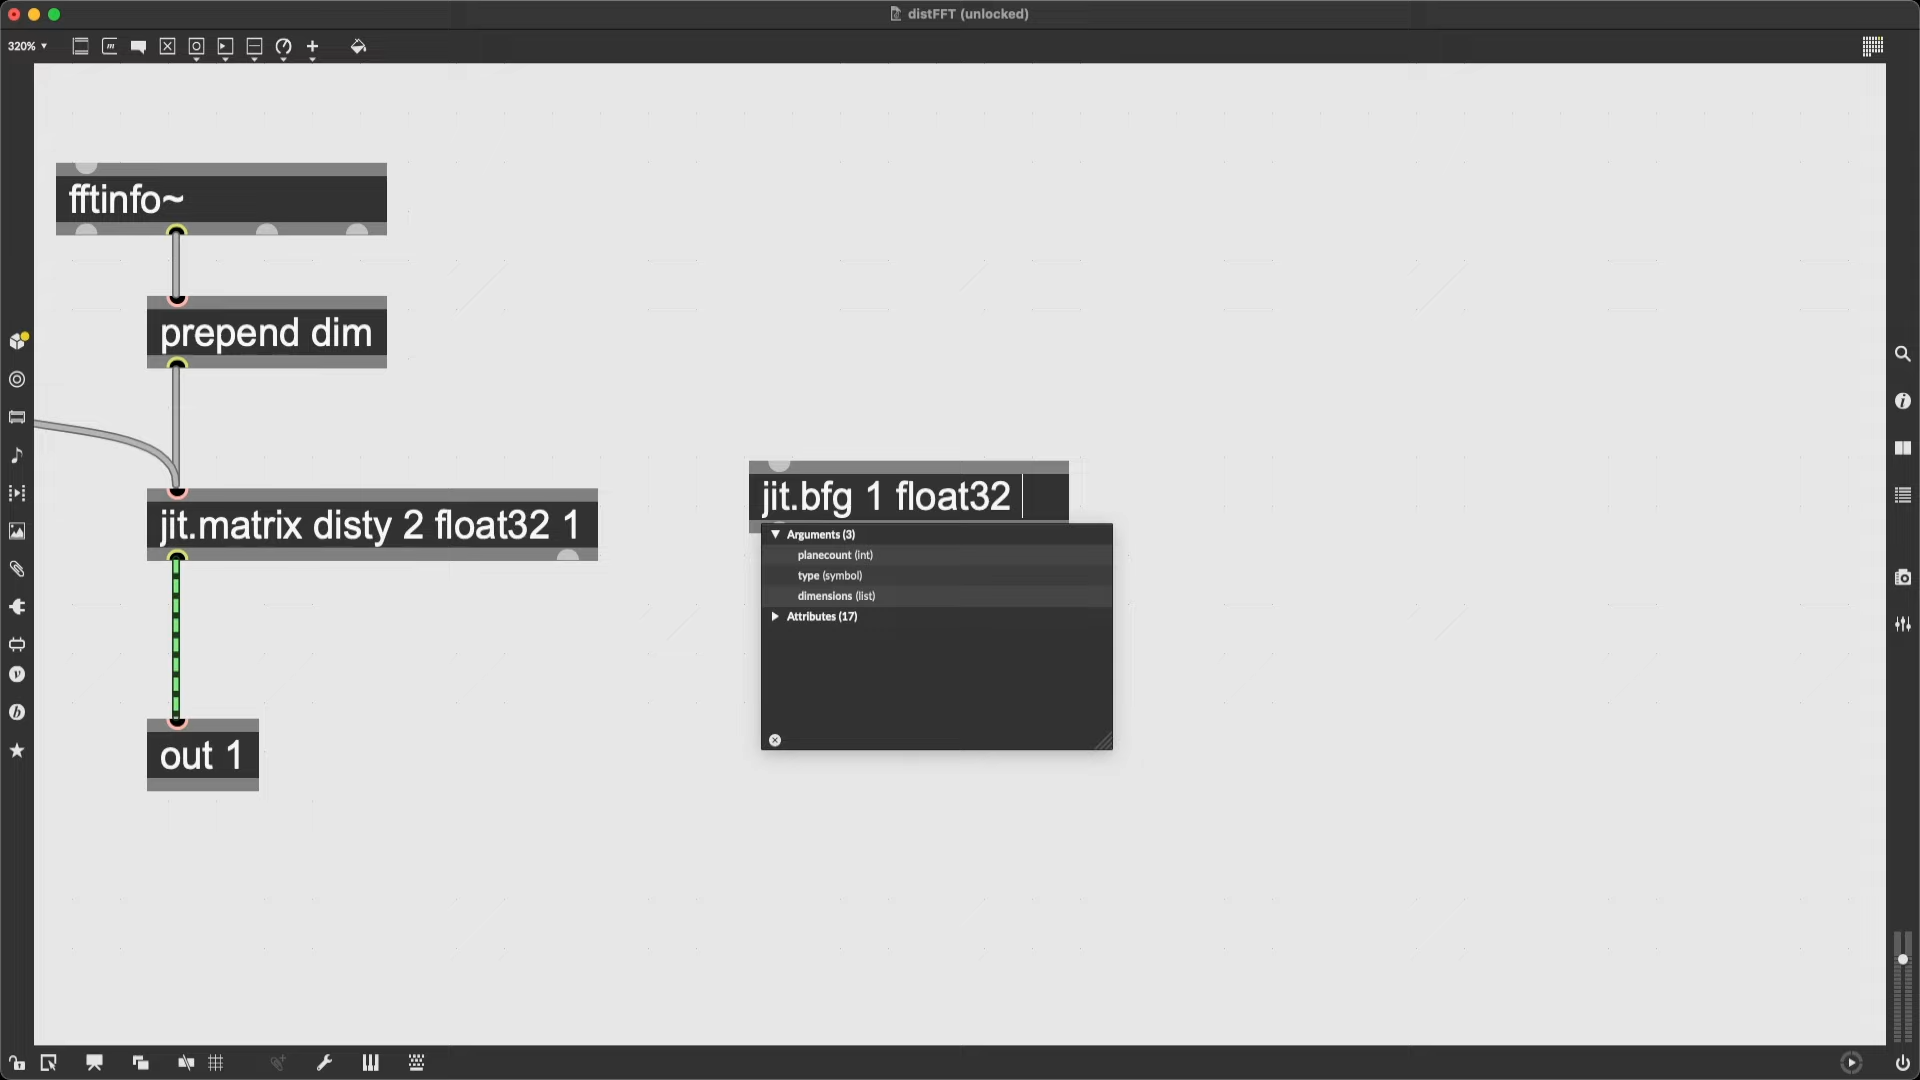 distFFT (unlocked)
320%
fftinfo~
prepend dim
jit.matrix disty 2 float32 1
out 1
jit.bfg 1 float32
Arguments (3)
planecount (int)
type (symbol)
dimensions (list)
Attributes (17)